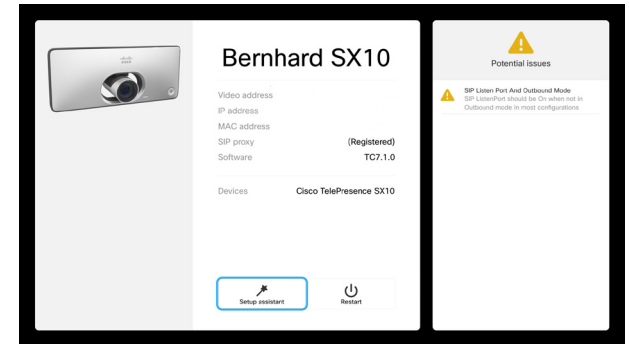 CISCO
Bernhard SX10
Video address
IP address
MAC address
SIP proxy (Registered)
Software TC7.1.0
Devices Cisco TelePresence SX10
Setup assistant
Restart
Potential issues
SIP Listen Port And Outbound Mode
SIP ListenPort should be On when not in
Outbound mode in most configurations